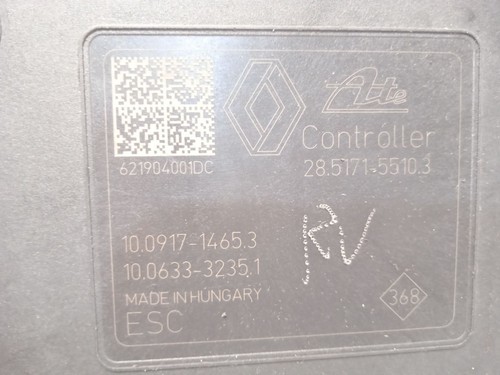 Ate
Contróller
621904001DC
28.5171-5510.3
10.0917-1465.3
10.0633-3235.1
MADE IN HUNGARY
ESC
RV
368